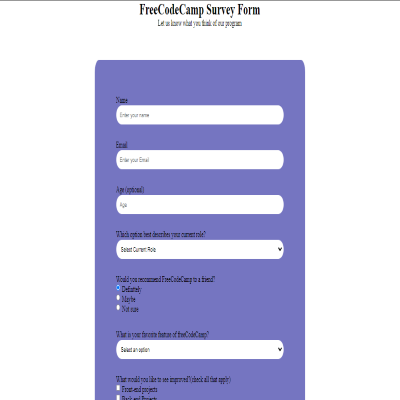 FreeCodeCamp Survey Form
Let us know what you think of our program
Name
Enter your name
Email
Enter your Email
Age (optional)
Age
Which option best describes your current role?
Select Current Role
Would you recommend FreeCodeCamp to a friend?
Definitely
Maybe
Not sure
What is your favorite feature of freeCodeCamp?
Select an option
What would you like to see improved?(check all that apply)
Front-end projects
Back-end Projects